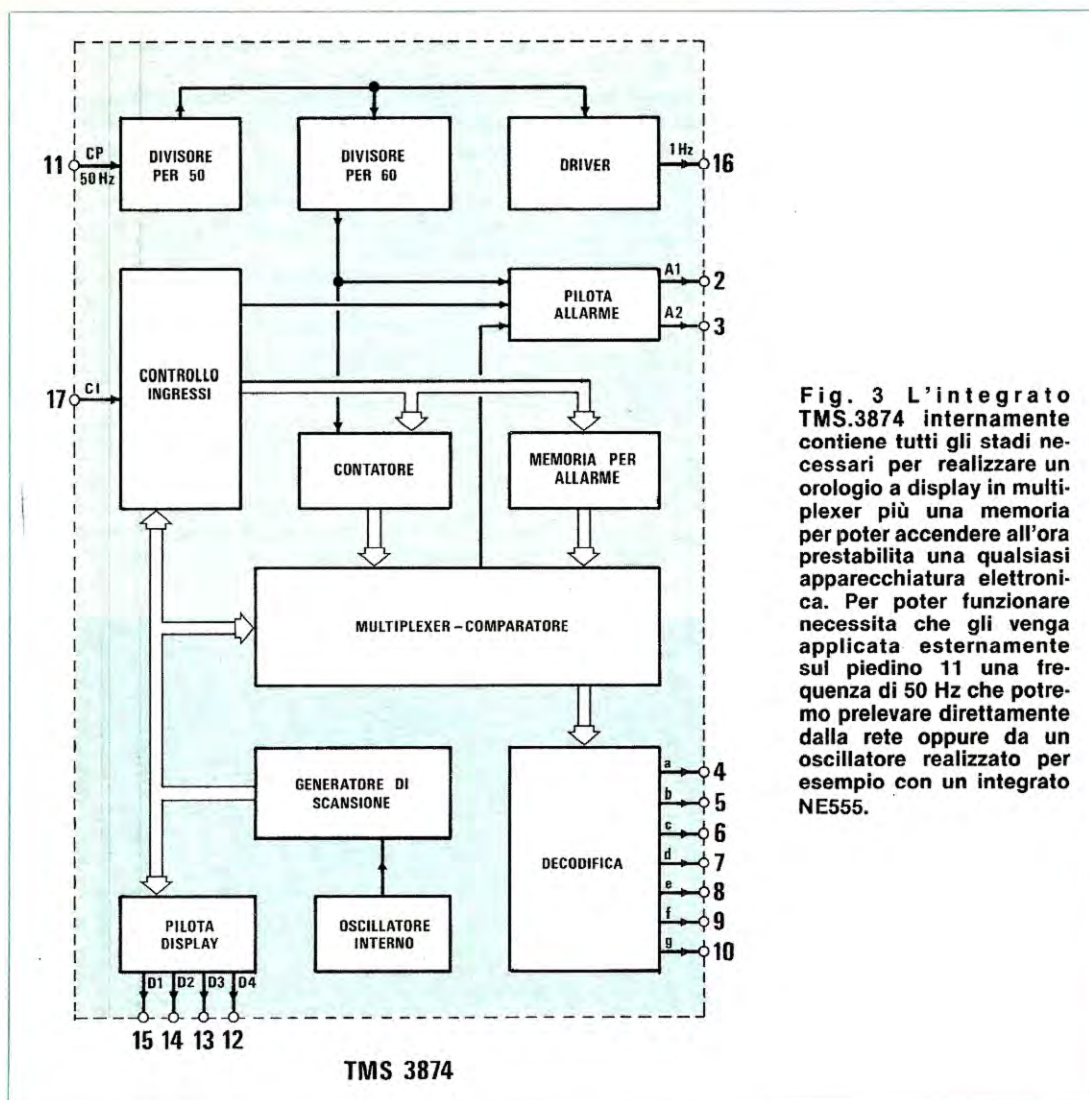 11
CP
50 Hz
DIVISORE
PER 50
DIVISORE
PER 60
DRIVER
1 Hz
16
CONTROLLO
INGRESSI
17
CI
PILOTA
ALLARME
A1
2
A2
3
CONTATORE
MEMORIA PER
ALLARME
MULTIPLEXER – COMPARATORE
GENERATORE DI
SCANSIONE
OSCILLATORE
INTERNO
DECODIFICA
a
4
b
5
c
6
d
7
e
8
f
9
g
10
PILOTA
DISPLAY
D1
D2
D3
D4
15 14 13 12
TMS 3874
Fig. 3 L'integrato
TMS.3874 internamente
contiene tutti gli stadi ne-
cessari per realizzare un
orologio a display in multi-
plexer più una memoria
per poter accendere all'ora
prestabilita una qualsiasi
apparecchiatura elettroni-
ca. Per poter funzionare
necessita che gli venga
applicata esternamente
sul piedino 11 una fre-
quenza di 50 Hz che potre-
mo prelevare direttamente
dalla rete oppure da un
oscillatore realizzato per
esempio con un integrato
NE555.